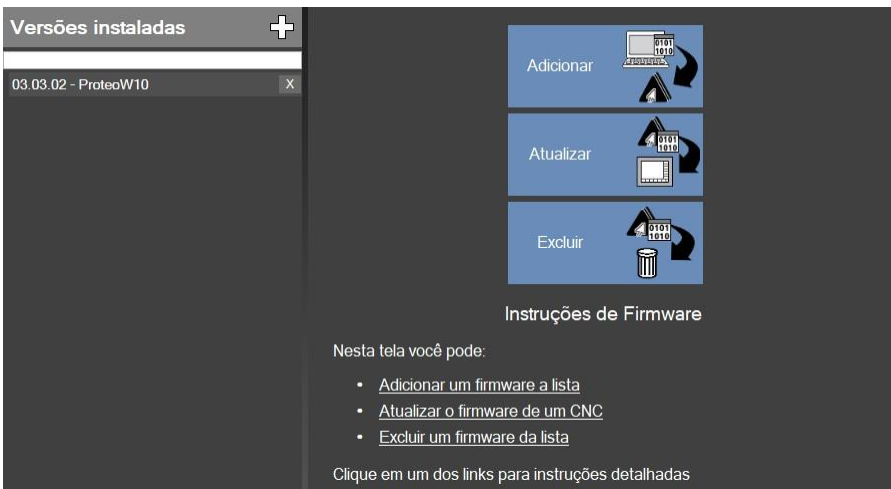 Versões instaladas
03.03.02 - ProteoW10 X
Adicionar
0101
1010
Atualizar
0101
1010
Excluir
0101
1010
Instruções de Firmware
Nesta tela você pode:
• Adicionar um firmware a lista
• Atualizar o firmware de um CNC
• Excluir um firmware da lista
Clique em um dos links para instruções detalhadas